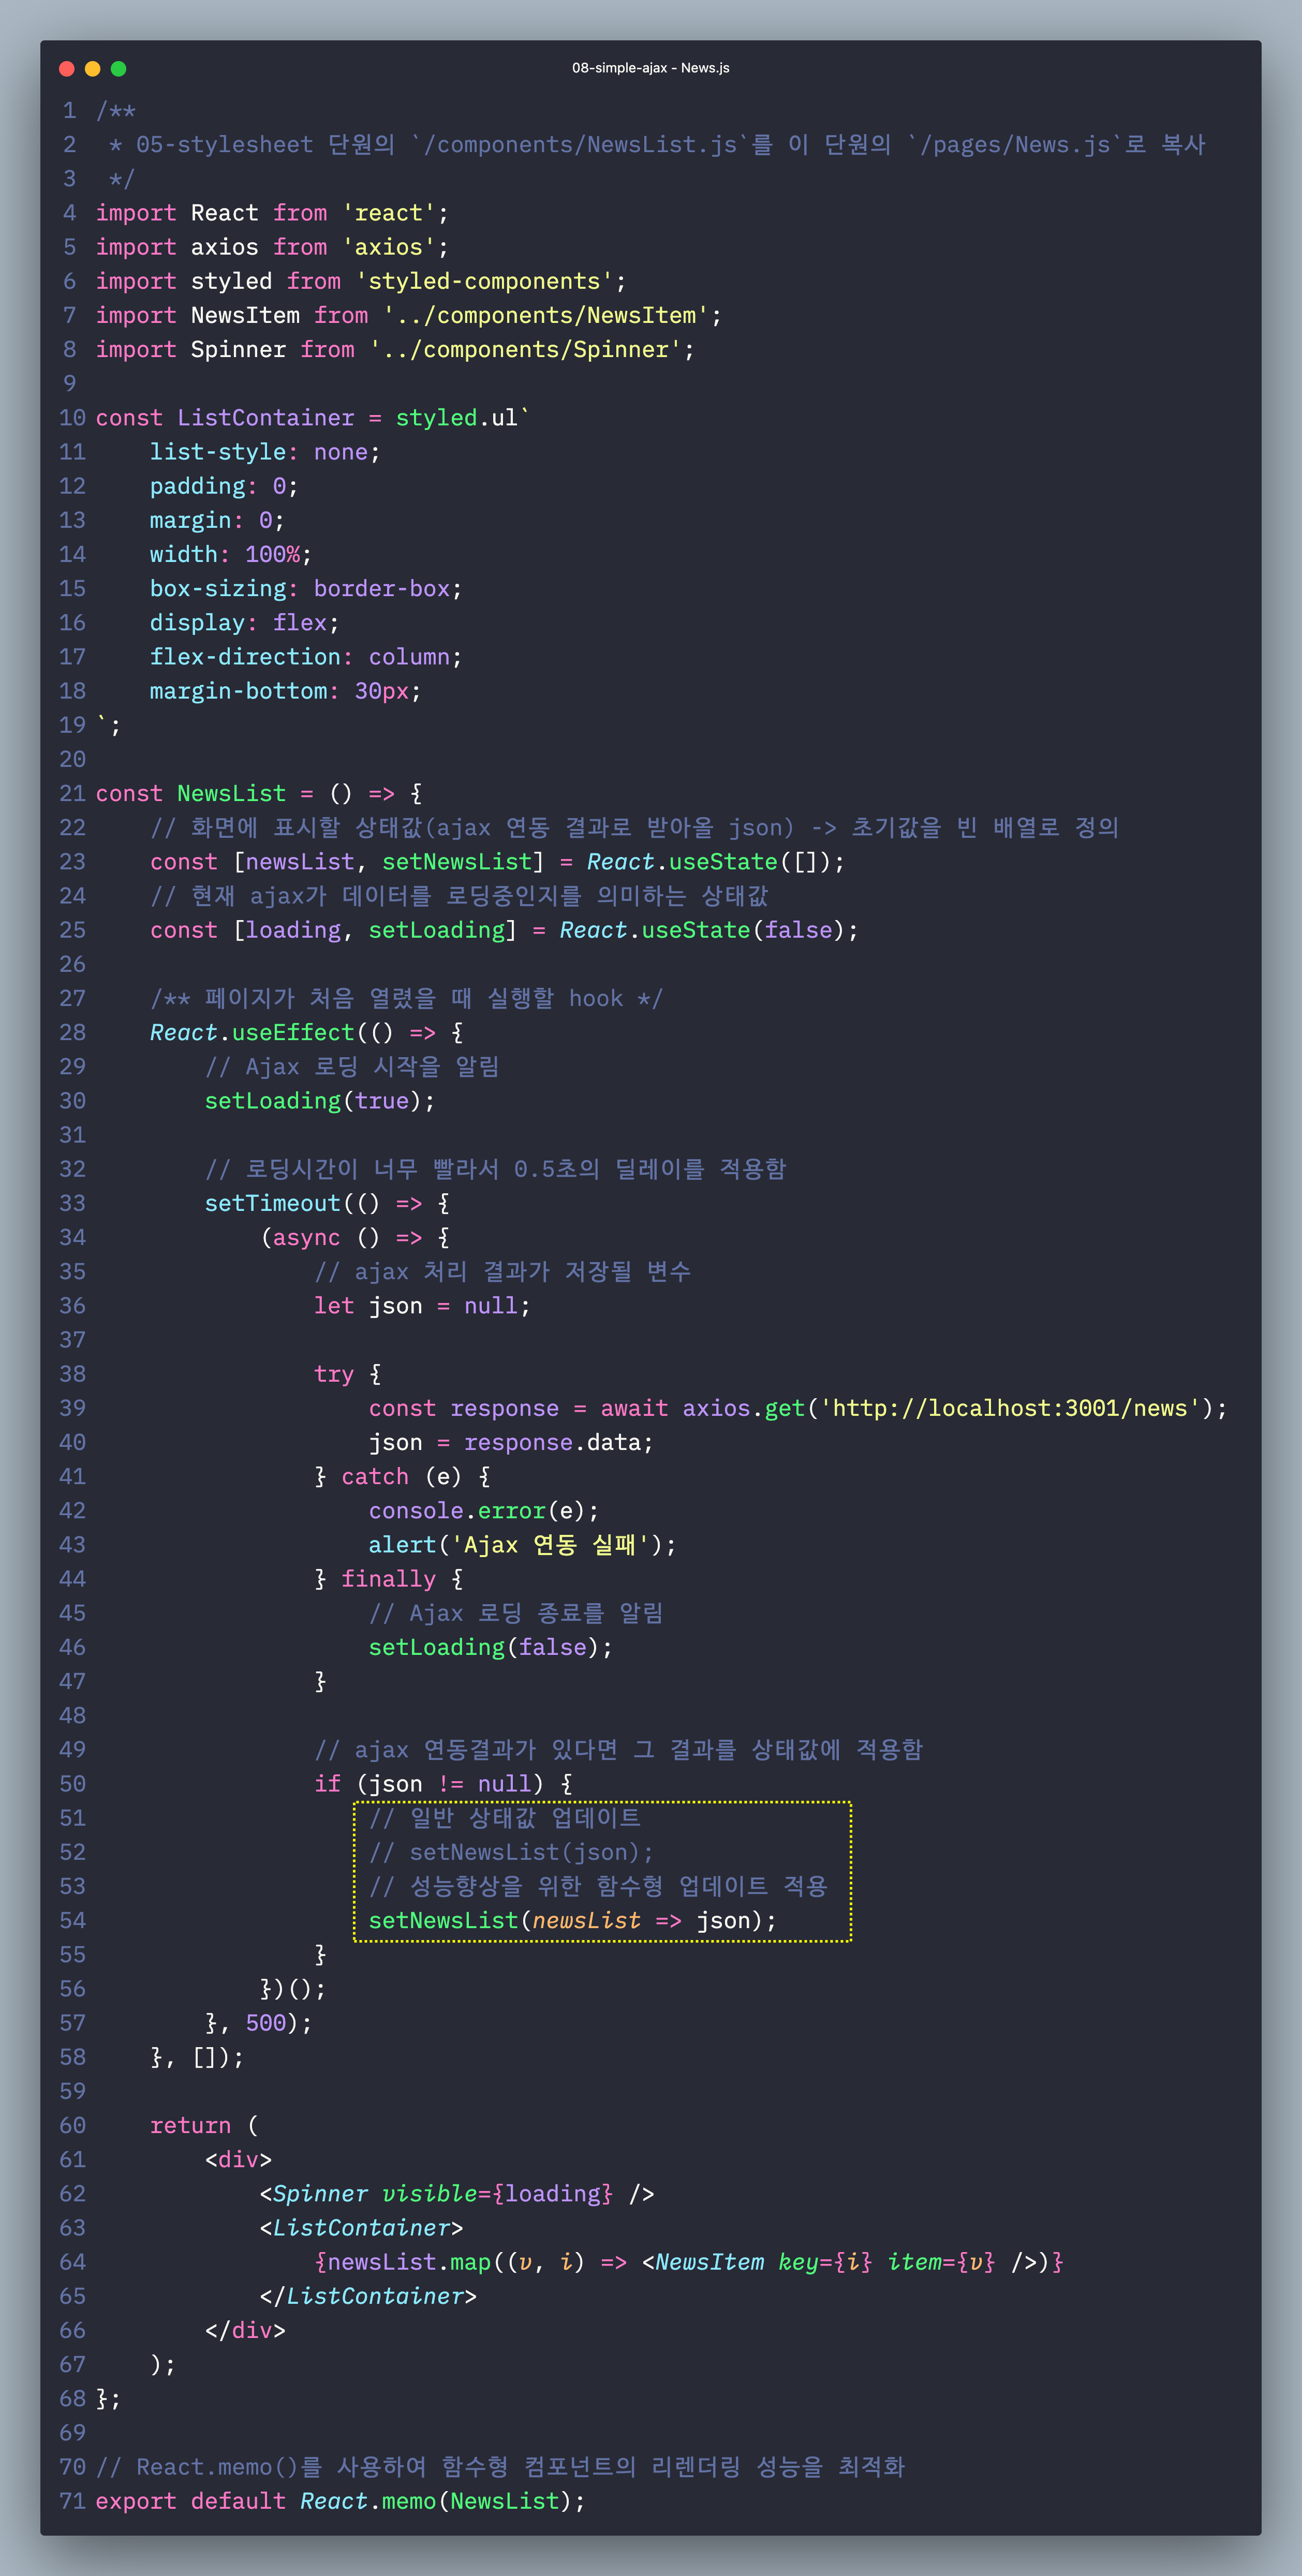 08-simple-ajax - News.js
1 /**
2  * 05-stylesheet 단원의 `/components/NewsList.js`를 이 단원의 `/pages/News.js`로 복사
3  */
4 import React from 'react';
5 import axios from 'axios';
6 import styled from 'styled-components';
7 import NewsItem from '../components/NewsItem';
8 import Spinner from '../components/Spinner';
9
10 const ListContainer = styled.ul`
11     list-style: none;
12     padding: 0;
13     margin: 0;
14     width: 100%;
15     box-sizing: border-box;
16     display: flex;
17     flex-direction: column;
18     margin-bottom: 30px;
19 `;
20
21 const NewsList = () => {
22     // 화면에 표시할 상태값(ajax 연동 결과로 받아올 json) -> 초기값을 빈 배열로 정의
23     const [newsList, setNewsList] = React.useState([]);
24     // 현재 ajax가 데이터를 로딩중인지를 의미하는 상태값
25     const [loading, setLoading] = React.useState(false);
26
27     /** 페이지가 처음 열렸을 때 실행할 hook */
28     React.useEffect(() => {
29         // Ajax 로딩 시작을 알림
30         setLoading(true);
31
32         // 로딩시간이 너무 빨라서 0.5초의 딜레이를 적용함
33         setTimeout(() => {
34             (async () => {
35                 // ajax 처리 결과가 저장될 변수
36                 let json = null;
37
38                 try {
39                     const response = await axios.get('http://localhost:3001/news');
40                     json = response.data;
41                 } catch (e) {
42                     console.error(e);
43                     alert('Ajax 연동 실패');
44                 } finally {
45                     // Ajax 로딩 종료를 알림
46                     setLoading(false);
47                 }
48
49                 // ajax 연동결과가 있다면 그 결과를 상태값에 적용함
50                 if (json != null) {
51                     // 일반 상태값 업데이트
52                     // setNewsList(json);
53                     // 성능향상을 위한 함수형 업데이트 적용
54                     setNewsList(newsList => json);
55                 }
56             })();
57         }, 500);
58     }, []);
59
60     return (
61         <div>
62             <Spinner visible={loading} />
63             <ListContainer>
64                 {newsList.map((v, i) => <NewsItem key={i} item={v} />)}
65             </ListContainer>
66         </div>
67     );
68 };
69
70 // React.memo()를 사용하여 함수형 컴포넌트의 리렌더링 성능을 최적화
71 export default React.memo(NewsList);